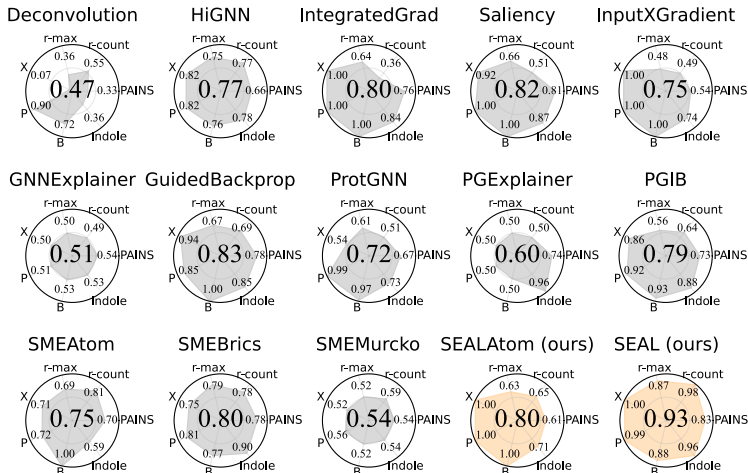 Deconvolution
r-max
r-count
0.36
0.55
X
0.07
0.47
0.33
PAINS
0.90
P
0.72
0.36
B
Indole
HiGNN
r-max
r-count
0.75
0.77
X
0.82
0.77
0.66
PAINS
0.82
P
0.76
0.78
B
Indole
IntegratedGrad
r-max
r-count
0.64
0.36
X
1.00
0.80
0.76
PAINS
1.00
P
1.00
0.84
B
Indole
Saliency
r-max
r-count
0.66
0.51
X
0.92
0.82
0.81
PAINS
1.00
P
1.00
0.87
B
Indole
InputXGradient
r-max
r-count
0.48
0.49
X
1.00
0.75
0.54
PAINS
1.00
P
1.00
0.74
B
Indole
GNNExplainer
r-max
r-count
0.50
0.49
X
0.50
0.51
0.54
PAINS
0.51
P
0.53
0.53
B
Indole
GuidedBackprop
r-max
r-count
0.67
0.69
X
0.94
0.83
0.78
PAINS
0.85
P
1.00
0.85
B
Indole
ProtGNN
r-max
r-count
0.61
0.51
X
0.54
0.72
0.67
PAINS
0.99
P
0.97
0.73
B
Indole
PGExplainer
r-max
r-count
0.50
0.50
X
0.50
0.60
0.74
PAINS
0.50
P
0.50
0.96
B
Indole
PGIB
r-max
r-count
0.56
0.64
X
0.86
0.79
0.73
PAINS
0.92
P
0.93
0.88
B
Indole
SMEAtom
r-max
r-count
0.69
0.81
X
0.71
0.75
0.70
PAINS
0.72
P
1.00
0.59
B
Indole
SMEBrics
r-max
r-count
0.79
0.78
X
0.75
0.80
0.78
PAINS
0.81
P
0.77
0.90
B
Indole
SMEMurcko
r-max
r-count
0.52
0.59
X
0.52
0.54
0.54
PAINS
0.56
P
0.52
0.54
B
Indole
SEALAtom (ours)
r-max
r-count
0.63
0.65
X
1.00
0.80
0.61
PAINS
1.00
P
1.00
0.71
B
Indole
SEAL (ours)
r-max
r-count
0.87
0.98
X
1.00
0.93
0.83
PAINS
0.99
P
0.88
0.96
B
Indole